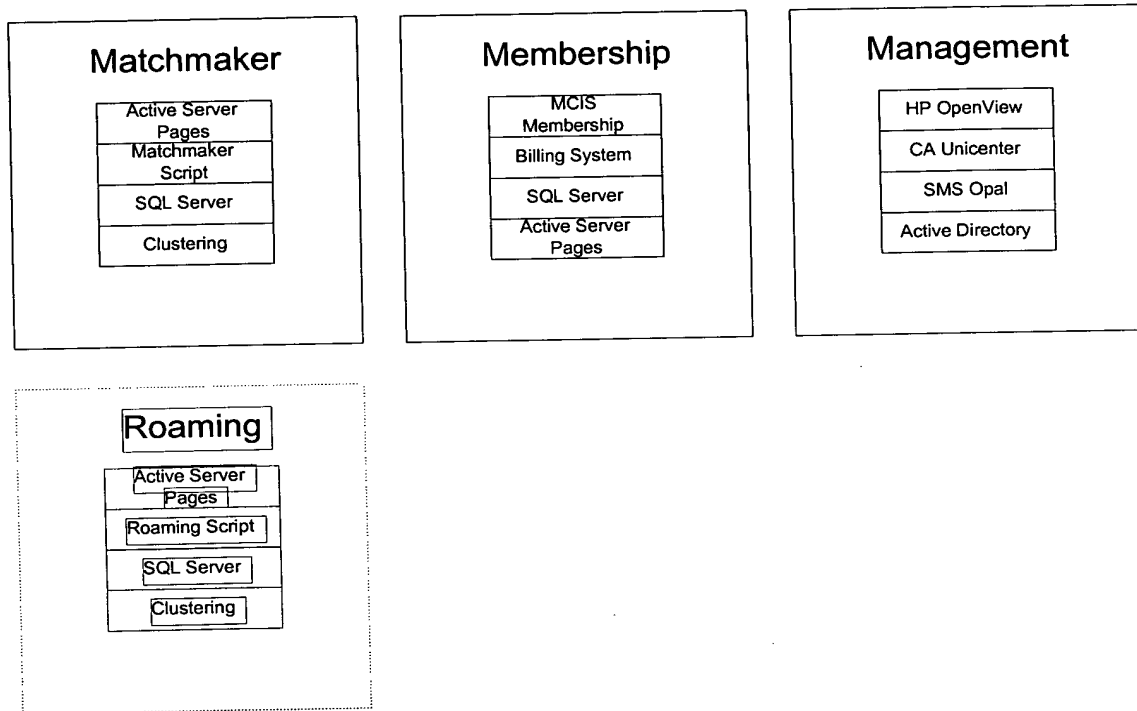 Matchmaker
Active Server
Pages
Matchmaker
Script
SQL Server
Clustering
Membership
MCIS
Membership
Billing System
SQL Server
Active Server
Pages
Management
HP OpenView
CA Unicenter
SMS Opal
Active Directory
Roaming
Active Server
Pages
Roaming Script
SQL Server
Clustering